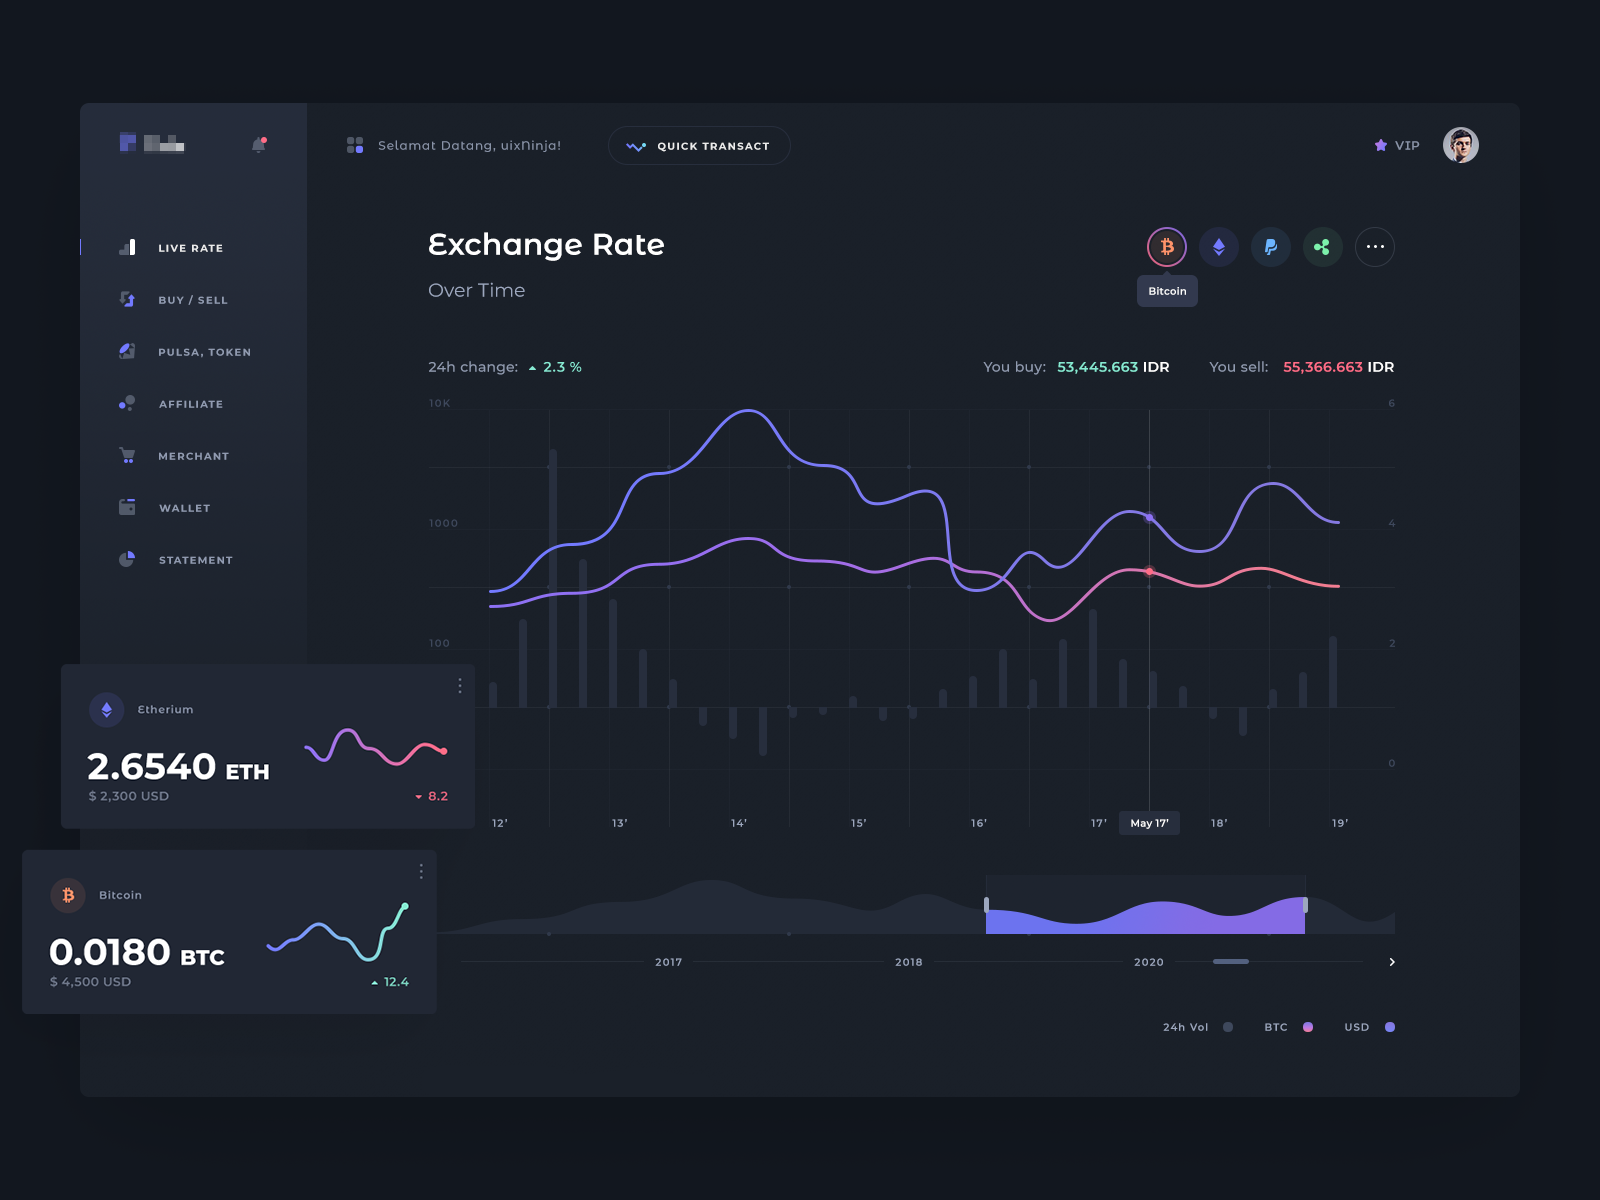 Selamat Datang, uixNinja!
QUICK TRANSACT
VIP
LIVE RATE
BUY / SELL
PULSA, TOKEN
AFFILIATE
MERCHANT
WALLET
STATEMENT
Exchange Rate
Over Time
Bitcoin
24h change: 2.3 %
You buy: 53,445.663 IDR
You sell: 55,366.663 IDR
10K
6
1000
4
100
2
0
12’ 13’ 14’ 15’ 16’ 17’ May 17’ 18’ 19’
Etherium
2.6540 ETH
$ 2,300 USD
8.2
Bitcoin
0.0180 BTC
$ 4,500 USD
12.4
2017 2018 2020
24h Vol BTC USD